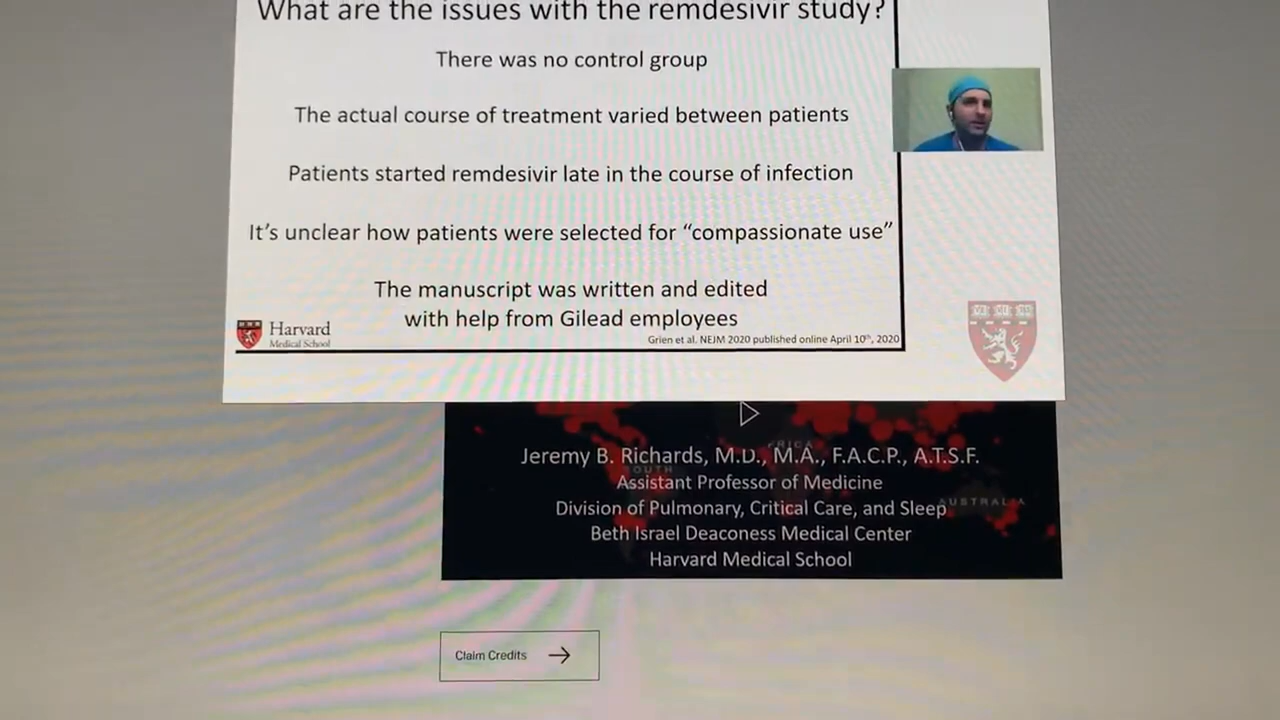 What are the issues with the remdesivir study?
There was no control group
The actual course of treatment varied between patients
Patients started remdesivir late in the course of infection
It's unclear how patients were selected for “compassionate use”
The manuscript was written and edited
with help from Gilead employees
Harvard
Medical School
Grien et al. NEJM 2020 published online April 10th, 2020
AFRICA
Jeremy B. Richards, M.D., M.A., F.A.C.P., A.T.S.F.
SOUTH
Assistant Professor of Medicine
AUSTRALIA
Division of Pulmonary, Critical Care, and Sleep
Beth Israel Deaconess Medical Center
Harvard Medical School
Claim Credits